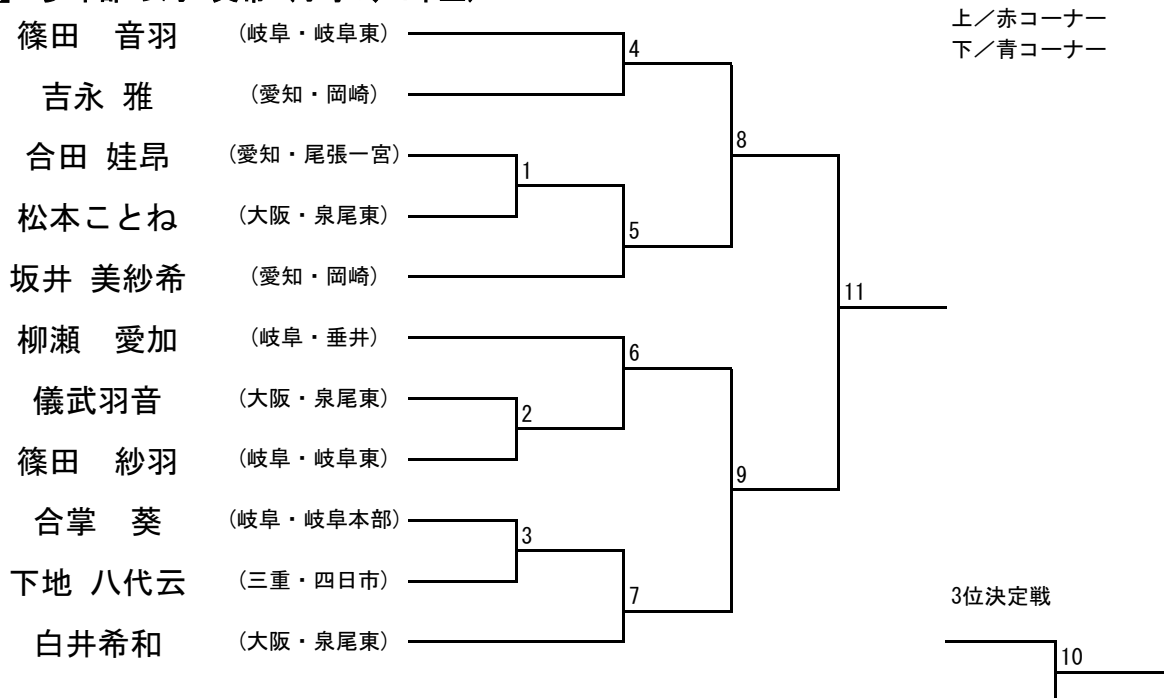 上／赤コーナー
下／青コーナー
篠田　音羽 （岐阜・岐阜東）
4
吉永 雅 （愛知・岡崎）
8
合田 娃昂 （愛知・尾張一宮）
1
松本ことね （大阪・泉尾東）
5
坂井 美紗希 （愛知・岡崎）
11
柳瀬　愛加 （岐阜・垂井）
6
儀武羽音 （大阪・泉尾東）
2
篠田　紗羽 （岐阜・岐阜東）
9
合掌　葵 （岐阜・岐阜本部）
3
下地 八代云 （三重・四日市）
7
3位決定戦
白井希和 （大阪・泉尾東）
10